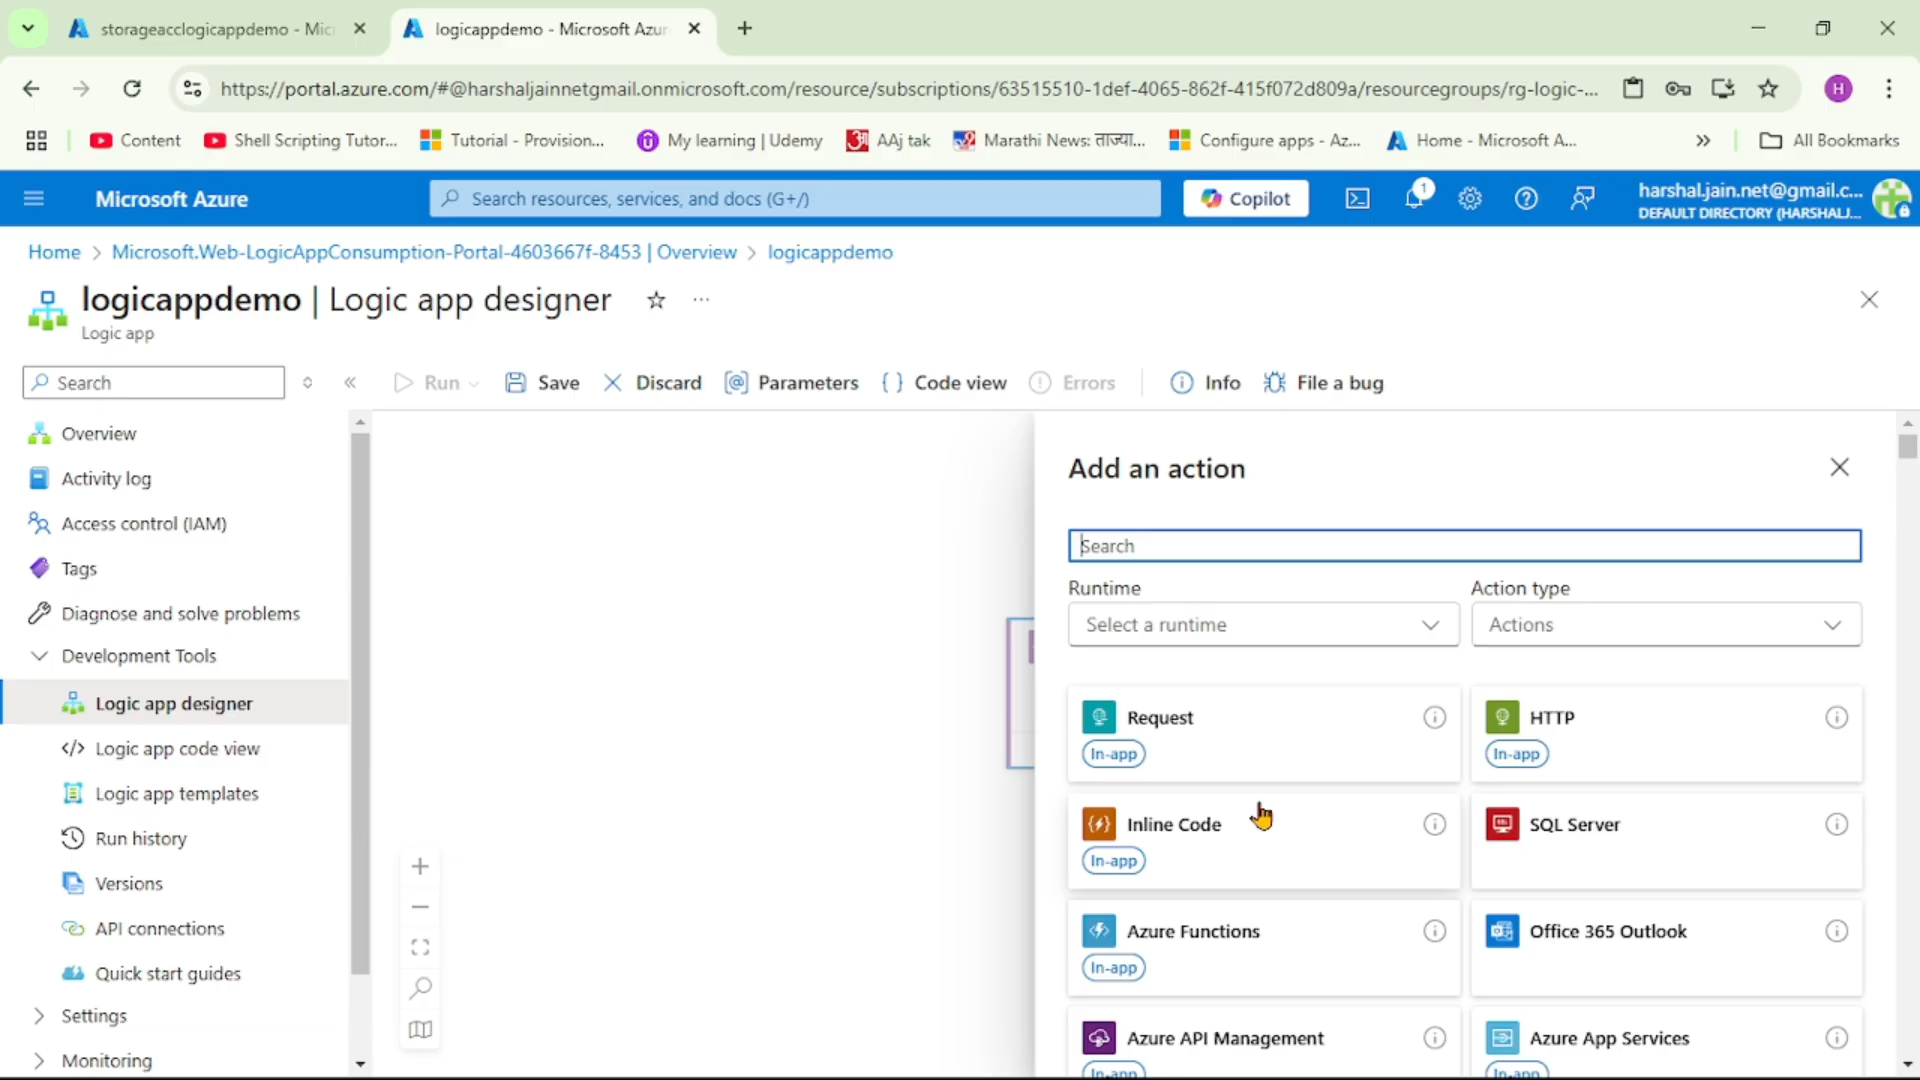 storageacclogicappdemo - Mic
logicappdemo - Microsoft Azur
https://portal.azure.com/#@harshaljainnetgmail.onmicrosoft.com/resource/subscriptions/63515510-1def-4065-862f-415f072d809a/resourcegroups/rg-logic-...
H
Content
Shell Scripting Tutor...
Tutorial - Provision...
My learning | Udemy
AAj tak
Marathi News: ताज्या...
Configure apps - Az...
Home - Microsoft A...
All Bookmarks
Microsoft Azure
Search resources, services, and docs (G+/)
Copilot
1
harshal.jain.net@gmail.c...
DEFAULT DIRECTORY (HARSHALJ...
Home > Microsoft.Web-LogicAppConsumption-Portal-4603667f-8453 | Overview > logicappdemo
logicappdemo | Logic app designer
Logic app
Search
Run
Save
Discard
Parameters
Code view
Errors
Info
File a bug
Overview
Activity log
Access control (IAM)
Tags
Diagnose and solve problems
Development Tools
Logic app designer
Logic app code view
Logic app templates
Run history
Versions
API connections
Quick start guides
Settings
Monitoring
Add an action
Search
Runtime
Action type
Select a runtime
Actions
Request
In-app
HTTP
In-app
Inline Code
In-app
SQL Server
Azure Functions
In-app
Office 365 Outlook
Azure API Management
In-app
Azure App Services
In-app